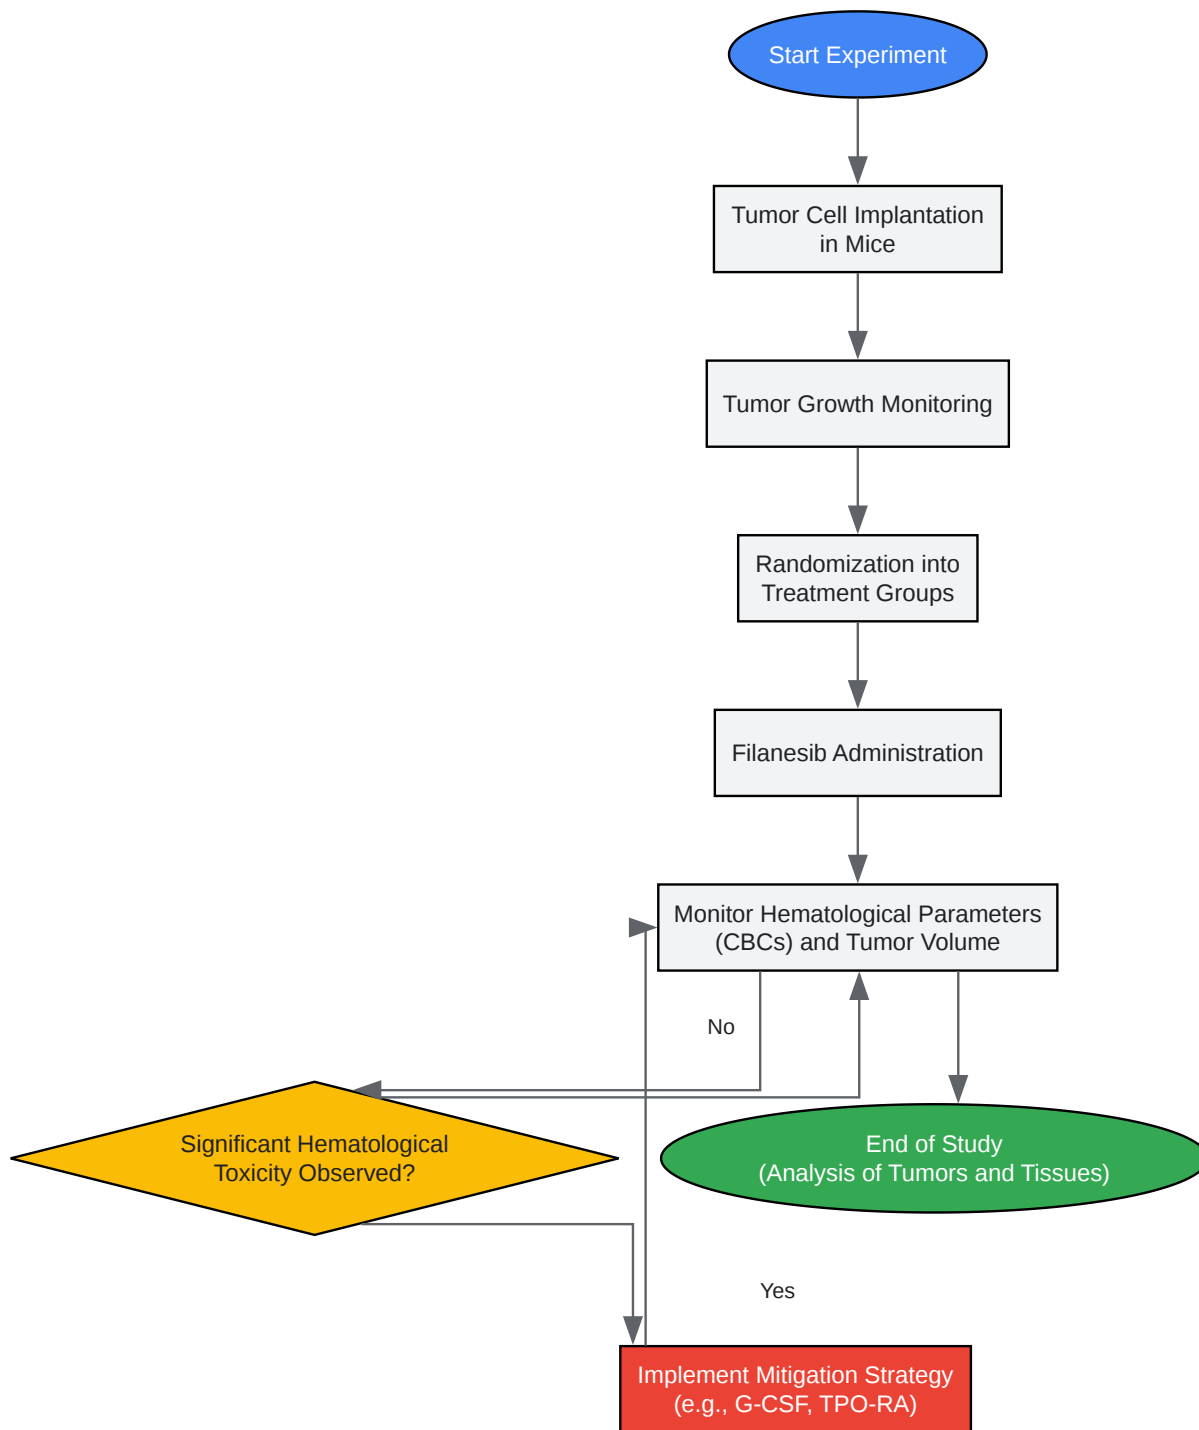 Start Experiment
Tumor Cell Implantation
in Mice
Tumor Growth Monitoring
Randomization into
Treatment Groups
Filanesib Administration
Monitor Hematological Parameters
(CBCs) and Tumor Volume
No
Significant Hematological
Toxicity Observed?
End of Study
(Analysis of Tumors and Tissues)
Yes
Implement Mitigation Strategy
(e.g., G-CSF, TPO-RA)